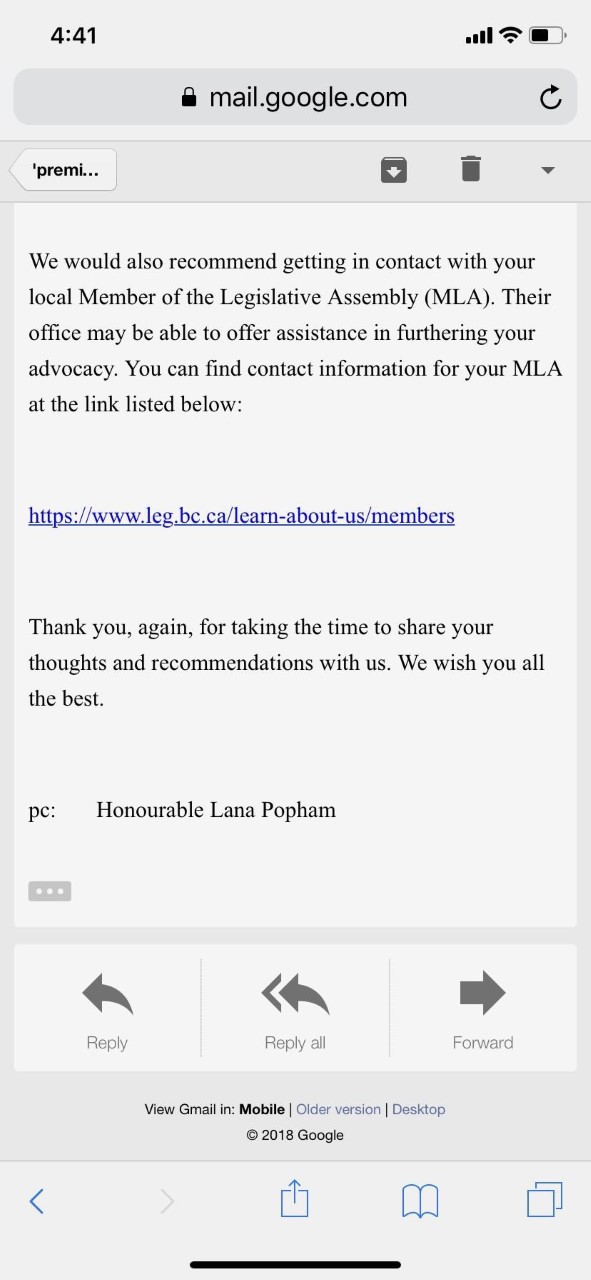 4:41
mail.google.com
'premi...
We would also recommend getting in contact with your
local Member of the Legislative Assembly (MLA). Their
office may be able to offer assistance in furthering your
advocacy. You can find contact information for your MLA
at the link listed below:
https://www.leg.bc.ca/learn-about-us/members
Thank you, again, for taking the time to share your
thoughts and recommendations with us. We wish you all
the best.
pc: Honourable Lana Popham
Reply Reply all Forward
View Gmail in: Mobile | Older version | Desktop
© 2018 Google